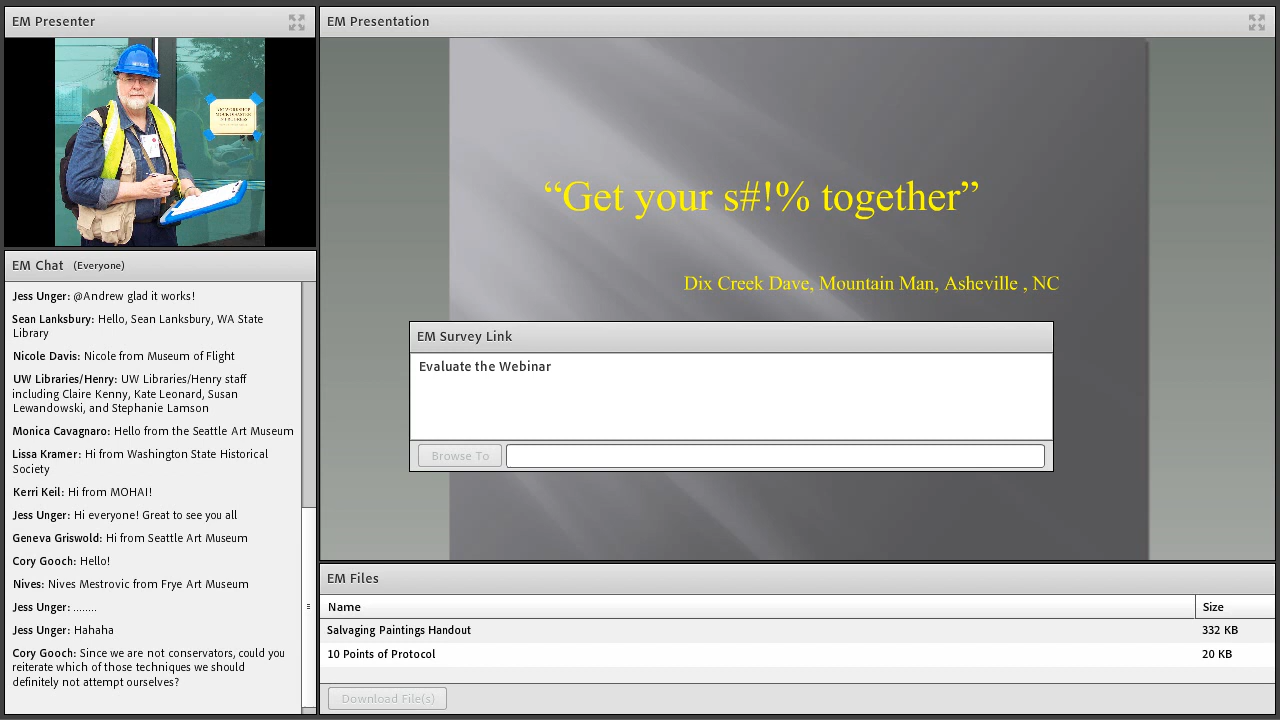 EM Presenter
EM Chat (Everyone)
Jess Unger: @Andrew glad it works!
Sean Lanksbury: Hello, Sean Lanksbury, WA State
Library
Nicole Davis: Nicole from Museum of Flight
UW Libraries/Henry: UW Libraries/Henry staff
including Claire Kenny, Kate Leonard, Susan
Lewandowski, and Stephanie Lamson
Monica Cavagnaro: Hello from the Seattle Art Museum
Lissa Kramer: Hi from Washington State Historical
Society
Kerri Keil: Hi from MOHAI!
Jess Unger: Hi everyone! Great to see you all
Geneva Griswold: Hi from Seattle Art Museum
Cory Gooch: Hello!
Nives: Nives Mestrovic from Frye Art Museum
Jess Unger: ........
Jess Unger: Hahaha
Cory Gooch: Since we are not conservators, could you
reiterate which of those techniques we should
definitely not attempt ourselves?
EM Presentation
“Get your s#!% together”
Dix Creek Dave, Mountain Man, Asheville , NC
EM Survey Link
Evaluate the Webinar
Browse To
EM Files
Name Size
Salvaging Paintings Handout 332 KB
10 Points of Protocol 20 KB
Download File(s)